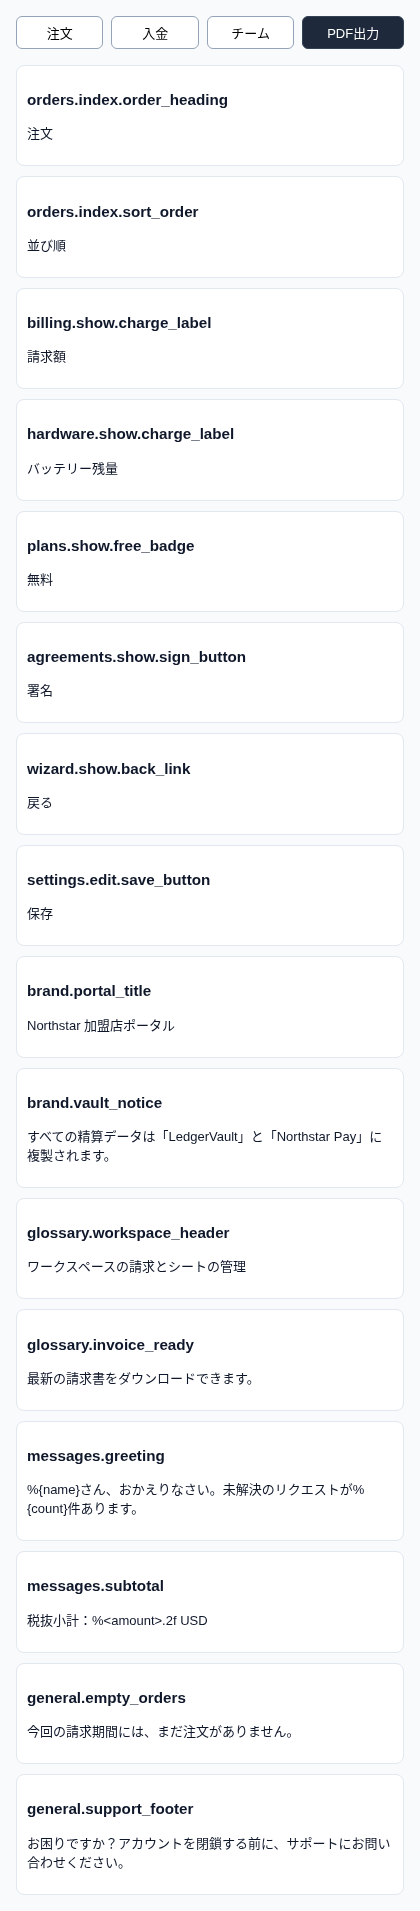 注文
入金
チーム
PDF出力
orders.index.order_heading
注文
orders.index.sort_order
並び順
billing.show.charge_label
請求額
hardware.show.charge_label
バッテリー残量
plans.show.free_badge
無料
agreements.show.sign_button
署名
wizard.show.back_link
戻る
settings.edit.save_button
保存
brand.portal_title
Northstar 加盟店ポータル
brand.vault_notice
すべての精算データは「LedgerVault」と「Northstar Pay」に
複製されます。
glossary.workspace_header
ワークスペースの請求とシートの管理
glossary.invoice_ready
最新の請求書をダウンロードできます。
messages.greeting
%{name}さん、おかえりなさい。未解決のリクエストが%
{count}件あります。
messages.subtotal
税抜小計：%<amount>.2f USD
general.empty_orders
今回の請求期間には、まだ注文がありません。
general.support_footer
お困りですか？アカウントを閉鎖する前に、サポートにお問い
合わせください。